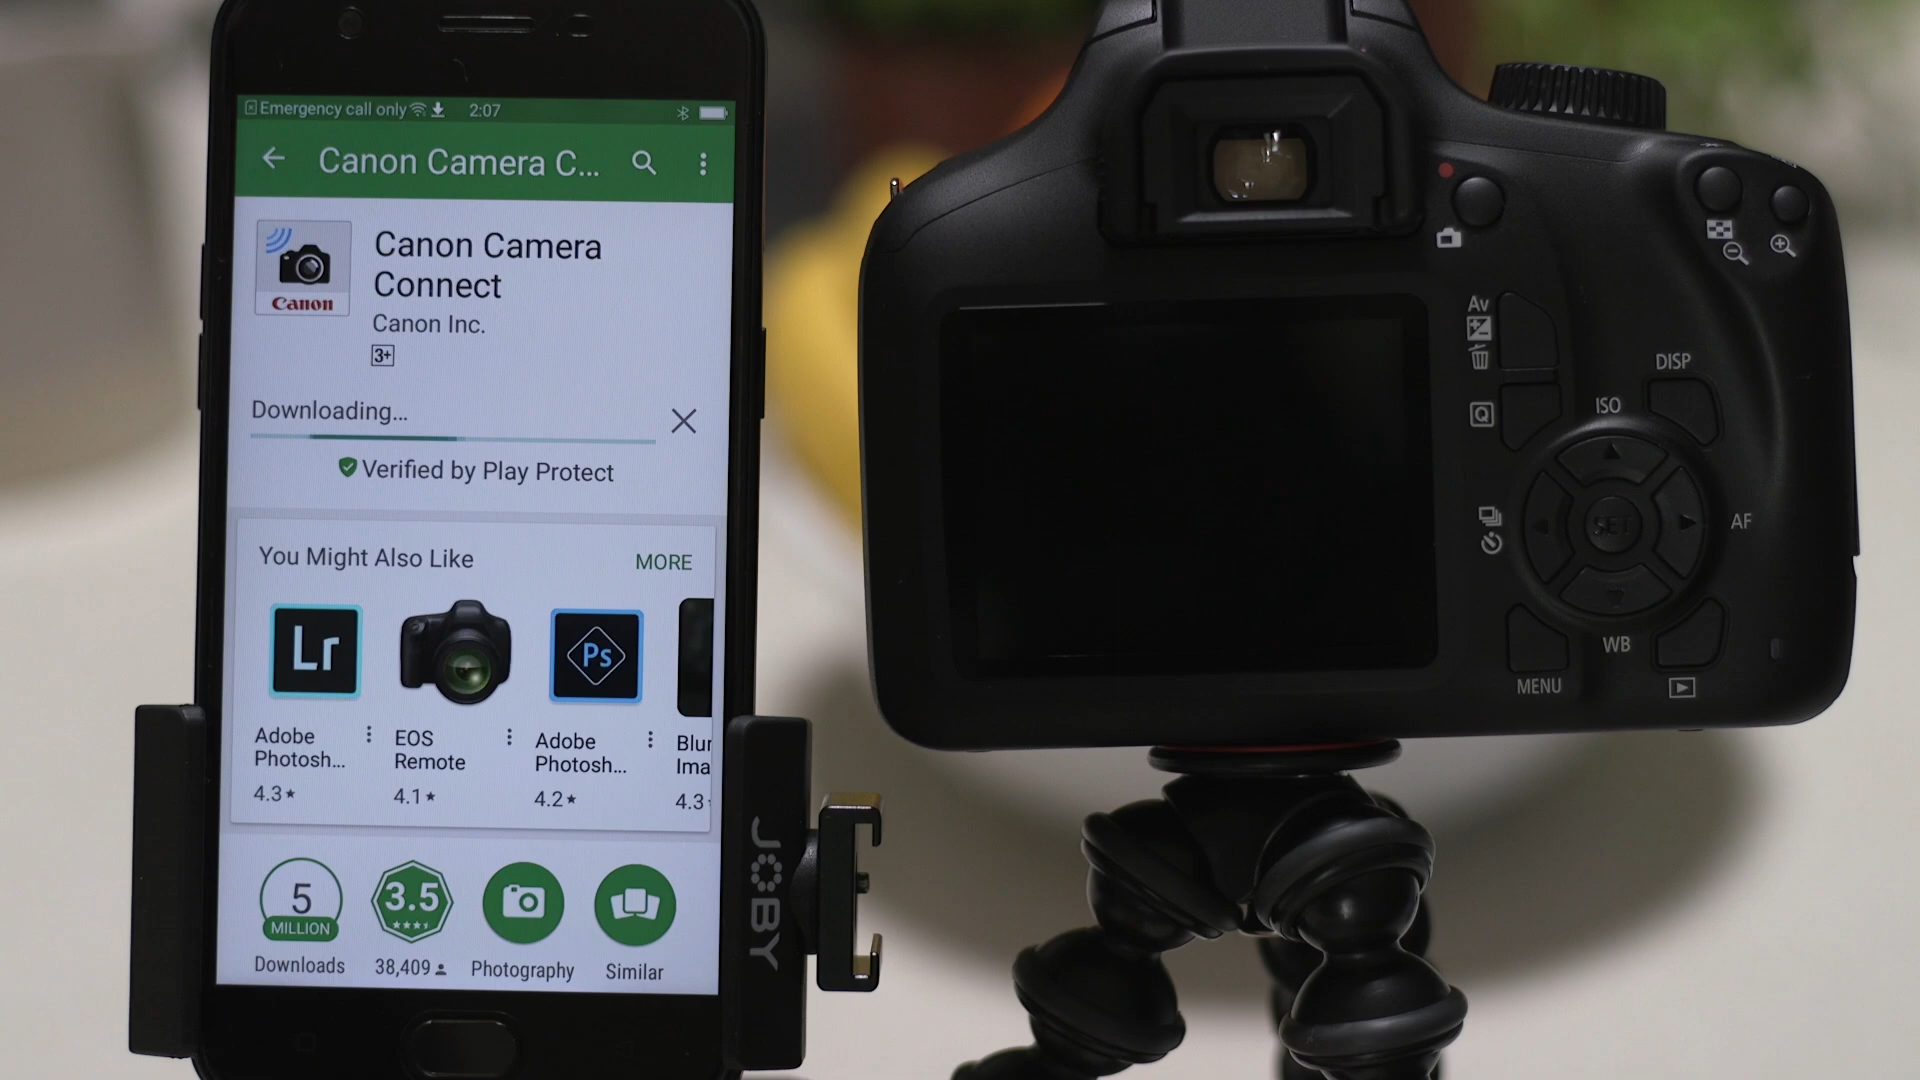 Emergency call only 2:07
Canon Camera C...
Canon
Canon Camera
Connect
Canon Inc.
3+
Downloading...
Verified by Play Protect
You Might Also Like MORE
Lr
Ps
Adobe
Photosh...
4.3
EOS
Remote
4.1
Adobe
Photosh...
4.2
Blur
Ima
4.3
5
MILLION
Downloads
3.5
38,409
Photography
Similar
JOBY
Av
Q
DISP
ISO
SET
AF
WB
MENU